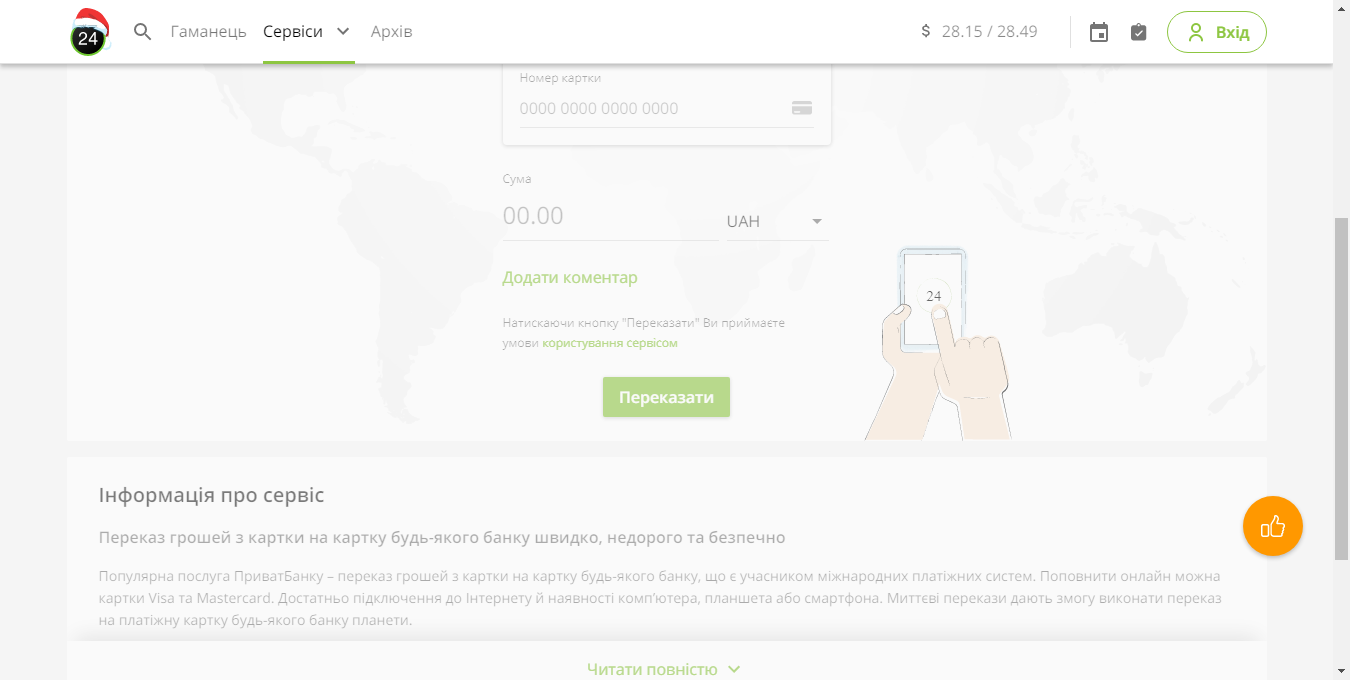 24
Гаманець Сервіси Архів $ 28.15 / 28.49 Вхід
Номер картки
0000 0000 0000 0000
Сума
00.00 UAH
Додати коментар
24
Натискаючи кнопку "Переказати" Ви приймаєте
умови користування сервісом
Переказати
Інформація про сервіс
Переказ грошей з картки на картку будь-якого банку швидко, недорого та безпечно
Популярна послуга ПриватБанку – переказ грошей з картки на картку будь-якого банку, що є учасником міжнародних платіжних систем. Поповнити онлайн можна
картки Visa та Mastercard. Достатньо підключення до Інтернету й наявності комп’ютера, планшета або смартфона. Миттєві перекази дають змогу виконати переказ
на платіжну картку будь-якого банку планети.
Читати повністю